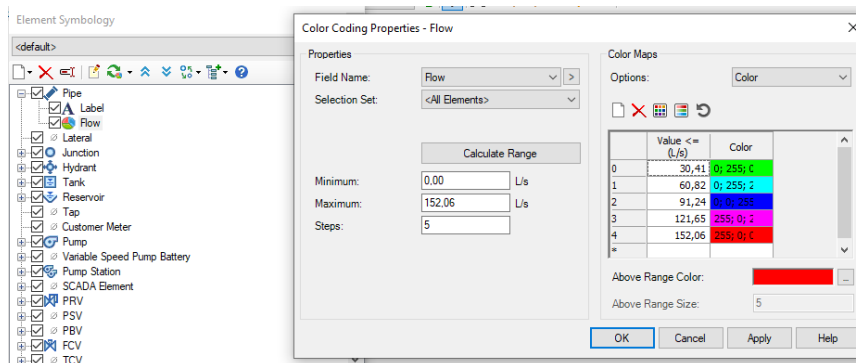 Element Symbology
<default>
Pipe
Label
Flow
Lateral
Junction
Hydrant
Tank
Reservoir
Tap
Customer Meter
Pump
Variable Speed Pump Battery
Pump Station
SCADA Element
PRV
PSV
PBV
FCV
TCV
Color Coding Properties - Flow
Properties
Field Name: Flow >
Selection Set: <All Elements>
Calculate Range
Minimum: 0,00 L/s
Maximum: 152,06 L/s
Steps: 5
Color Maps
Options: Color
Value <= (L/s) Color
0 30,41 0; 255; 0
1 60,82 0; 255; 2
2 91,24 0; 0; 255
3 121,65 255; 0; 2
4 152,06 255; 0; 0
*
Above Range Color: ...
Above Range Size: 5
OK Cancel Apply Help